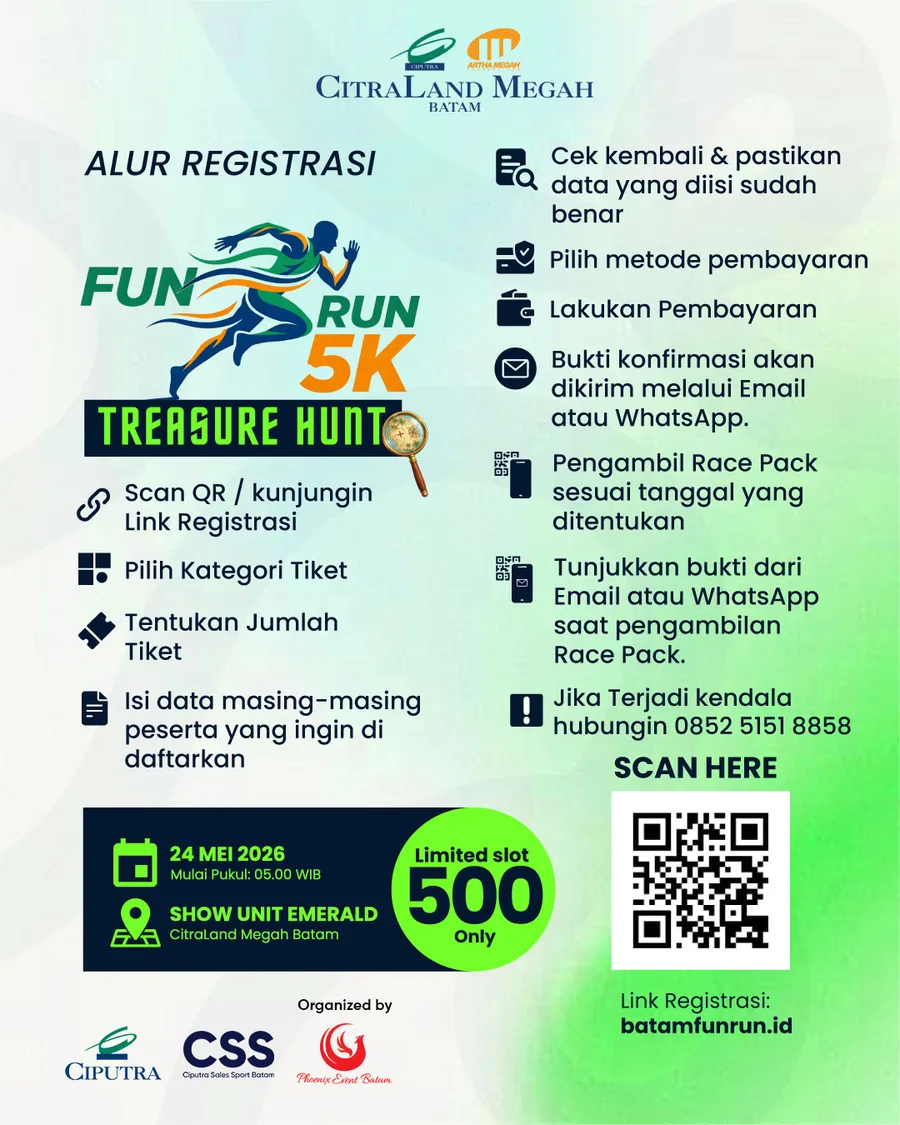 CIPUTRA
ARTHA MEGAH
CITRALAND MEGAH
BATAM
ALUR REGISTRASI
FUN
RUN
5K
TREASURE HUNT
Scan QR / kunjungin
Link Registrasi
Pilih Kategori Tiket
Tentukan Jumlah
Tiket
Isi data masing-masing
peserta yang ingin di
daftarkan
Cek kembali & pastikan
data yang diisi sudah
benar
Pilih metode pembayaran
Lakukan Pembayaran
Bukti konfirmasi akan
dikirim melalui Email
atau WhatsApp.
Pengambil Race Pack
sesuai tanggal yang
ditentukan
Tunjukkan bukti dari
Email atau WhatsApp
saat pengambilan
Race Pack.
Jika Terjadi kendala
hubungin 0852 5151 8858
SCAN HERE
24 MEI 2026
Mulai Pukul: 05.00 WIB
SHOW UNIT EMERALD
CitraLand Megah Batam
Limited slot
500
Only
Link Registrasi:
batamfunrun.id
Organized by
CIPUTRA
CSS
Ciputra Sales Sport Batam
Phoenix Event Batam